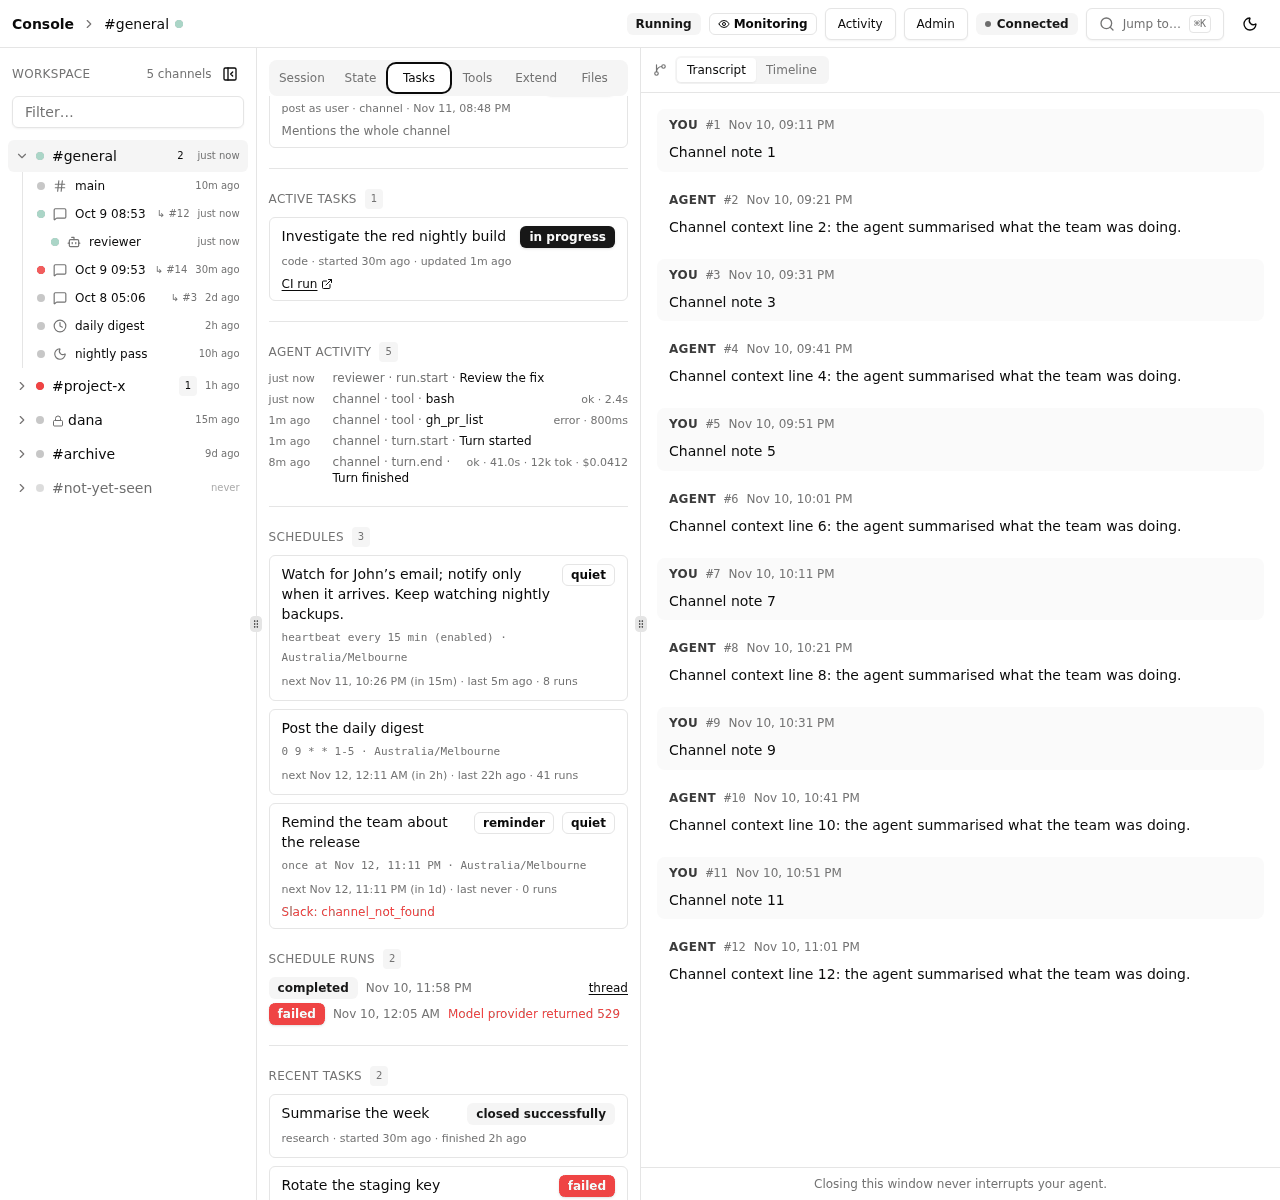 Console
#general
Running
Monitoring
Activity
Admin
Connected
Jump to…
⌘K
WORKSPACE
5 channels
Filter…
#general 2 just now
main 10m ago
Oct 9 08:53 ↳ #12 just now
reviewer just now
Oct 9 09:53 ↳ #14 30m ago
Oct 8 05:06 ↳ #3 2d ago
daily digest 2h ago
nightly pass 10h ago
#project-x 1 1h ago
dana 15m ago
#archive 9d ago
#not-yet-seen never
Session State Tasks Tools Extend Files
post as user · channel · Nov 11, 08:48 PM
Mentions the whole channel
ACTIVE TASKS 1
Investigate the red nightly build in progress
code · started 30m ago · updated 1m ago
CI run
AGENT ACTIVITY 5
just now reviewer · run.start · Review the fix
just now channel · tool · bash ok · 2.4s
1m ago channel · tool · gh_pr_list error · 800ms
1m ago channel · turn.start · Turn started
8m ago channel · turn.end · ok · 41.0s · 12k tok · $0.0412
Turn finished
SCHEDULES 3
Watch for John’s email; notify only quiet
when it arrives. Keep watching nightly
backups.
heartbeat every 15 min (enabled) ·
Australia/Melbourne
next Nov 11, 10:26 PM (in 15m) · last 5m ago · 8 runs
Post the daily digest
0 9 * * 1-5 · Australia/Melbourne
next Nov 12, 12:11 AM (in 2h) · last 22h ago · 41 runs
Remind the team about reminder quiet
the release
once at Nov 12, 11:11 PM · Australia/Melbourne
next Nov 12, 11:11 PM (in 1d) · last never · 0 runs
Slack: channel_not_found
SCHEDULE RUNS 2
completed Nov 10, 11:58 PM thread
failed Nov 10, 12:05 AM Model provider returned 529
RECENT TASKS 2
Summarise the week closed successfully
research · started 30m ago · finished 2h ago
Rotate the staging key failed
Transcript Timeline
YOU #1 Nov 10, 09:11 PM
Channel note 1
AGENT #2 Nov 10, 09:21 PM
Channel context line 2: the agent summarised what the team was doing.
YOU #3 Nov 10, 09:31 PM
Channel note 3
AGENT #4 Nov 10, 09:41 PM
Channel context line 4: the agent summarised what the team was doing.
YOU #5 Nov 10, 09:51 PM
Channel note 5
AGENT #6 Nov 10, 10:01 PM
Channel context line 6: the agent summarised what the team was doing.
YOU #7 Nov 10, 10:11 PM
Channel note 7
AGENT #8 Nov 10, 10:21 PM
Channel context line 8: the agent summarised what the team was doing.
YOU #9 Nov 10, 10:31 PM
Channel note 9
AGENT #10 Nov 10, 10:41 PM
Channel context line 10: the agent summarised what the team was doing.
YOU #11 Nov 10, 10:51 PM
Channel note 11
AGENT #12 Nov 10, 11:01 PM
Channel context line 12: the agent summarised what the team was doing.
Closing this window never interrupts your agent.